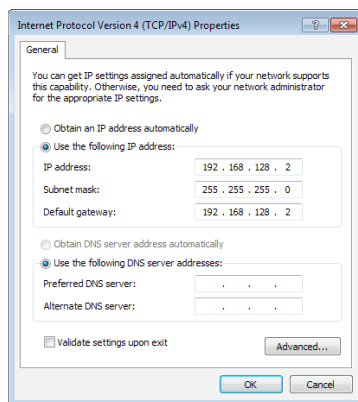 Internet Protocol Version 4 (TCP/IPv4) Properties
General
You can get IP settings assigned automatically if your network supports
this capability. Otherwise, you need to ask your network administrator
for the appropriate IP settings.
Obtain an IP address automatically
Use the following IP address:
IP address: 192 . 168 . 128 . 2
Subnet mask: 255 . 255 . 255 . 0
Default gateway: 192 . 168 . 128 . 2
Obtain DNS server address automatically
Use the following DNS server addresses:
Preferred DNS server: . . .
Alternate DNS server: . . .
Validate settings upon exit
Advanced...
OK Cancel